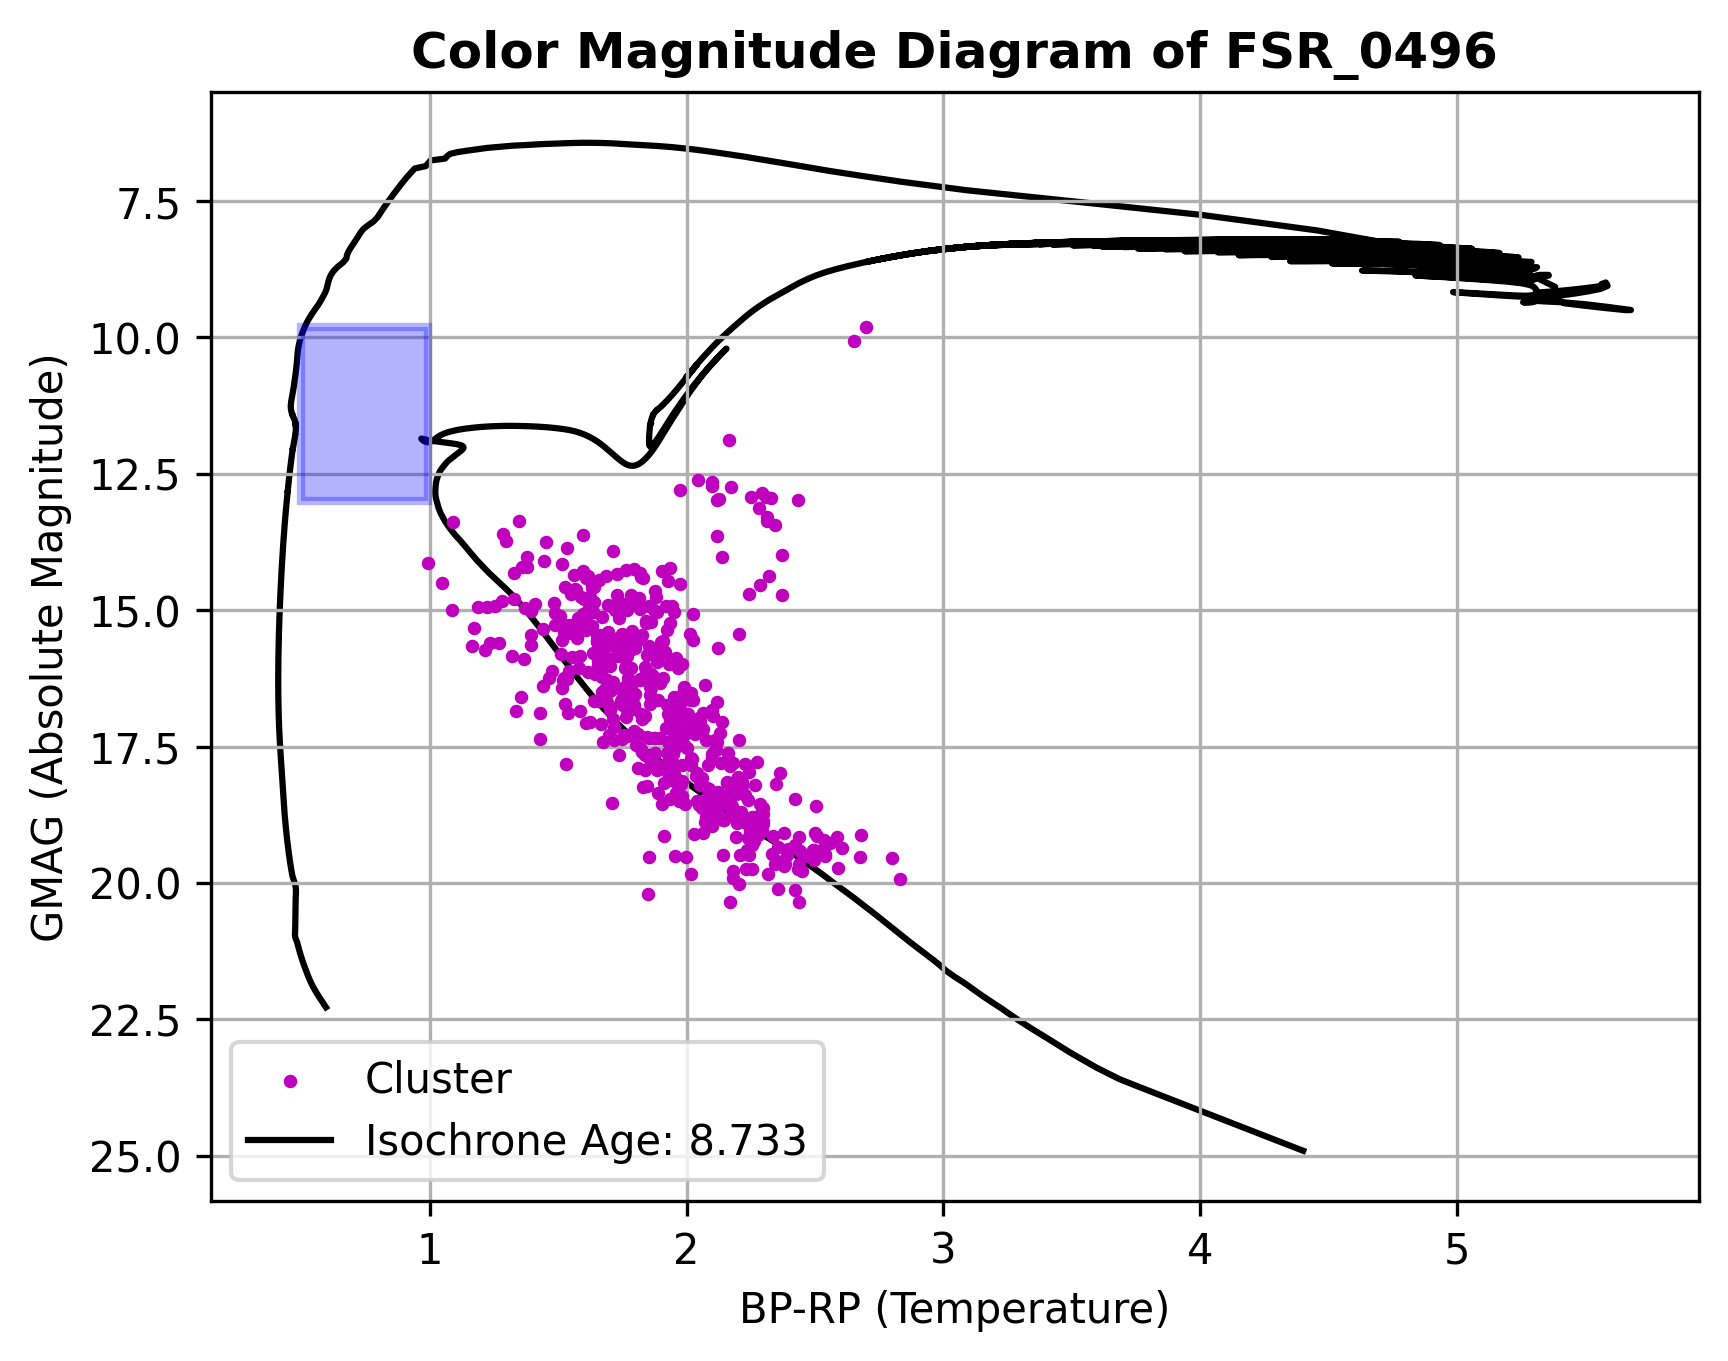 Color Magnitude Diagram of FSR_0496
GMAG (Absolute Magnitude)
7.5
10.0
12.5
15.0
17.5
20.0
22.5
25.0
Cluster
Isochrone Age: 8.733
1 2 3 4 5
BP-RP (Temperature)